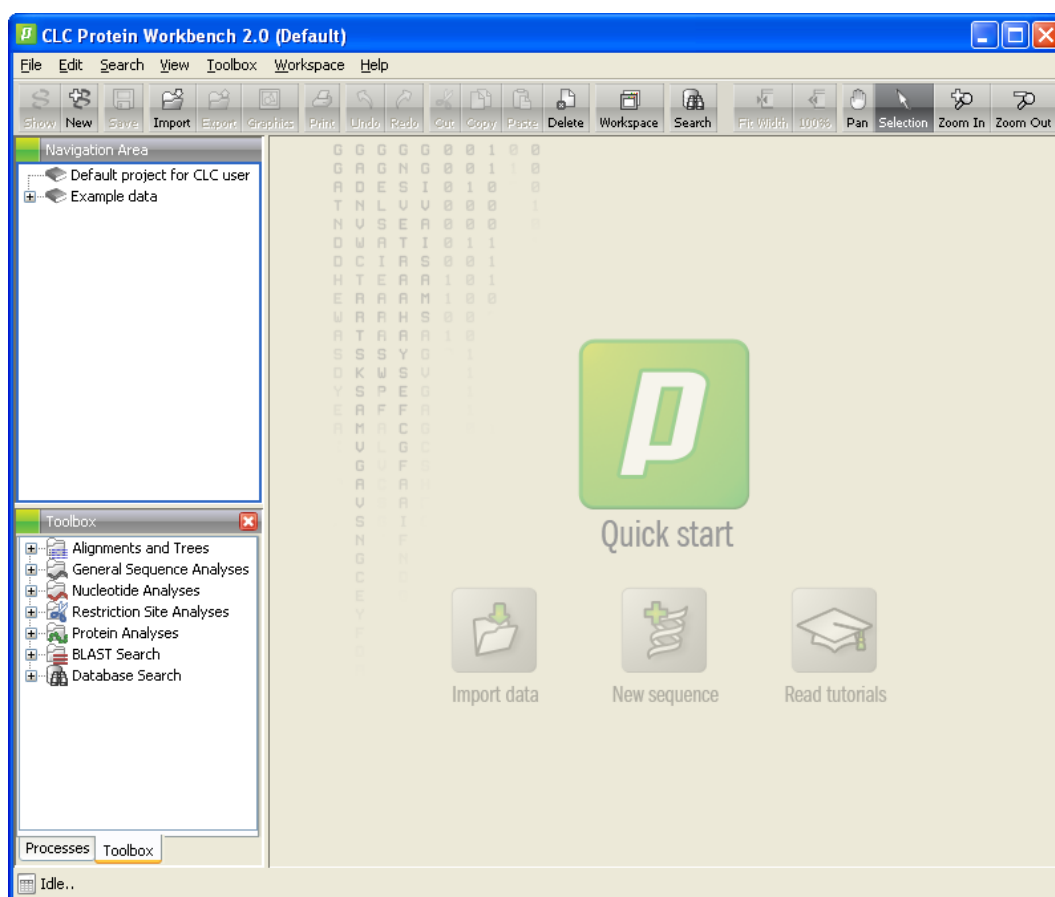 CLC Protein Workbench 2.0 (Default)
File Edit Search View Toolbox Workspace Help
Show New Save Import Export Graphics Print Undo Redo Cut Copy Paste Delete Workspace Search Fit Width 100% Pan Selection Zoom In Zoom Out
Navigation Area
Default project for CLC user
Example data
Toolbox
Alignments and Trees
General Sequence Analyses
Nucleotide Analyses
Restriction Site Analyses
Protein Analyses
BLAST Search
Database Search
Processes Toolbox
Idle..
Quick start
Import data New sequence Read tutorials